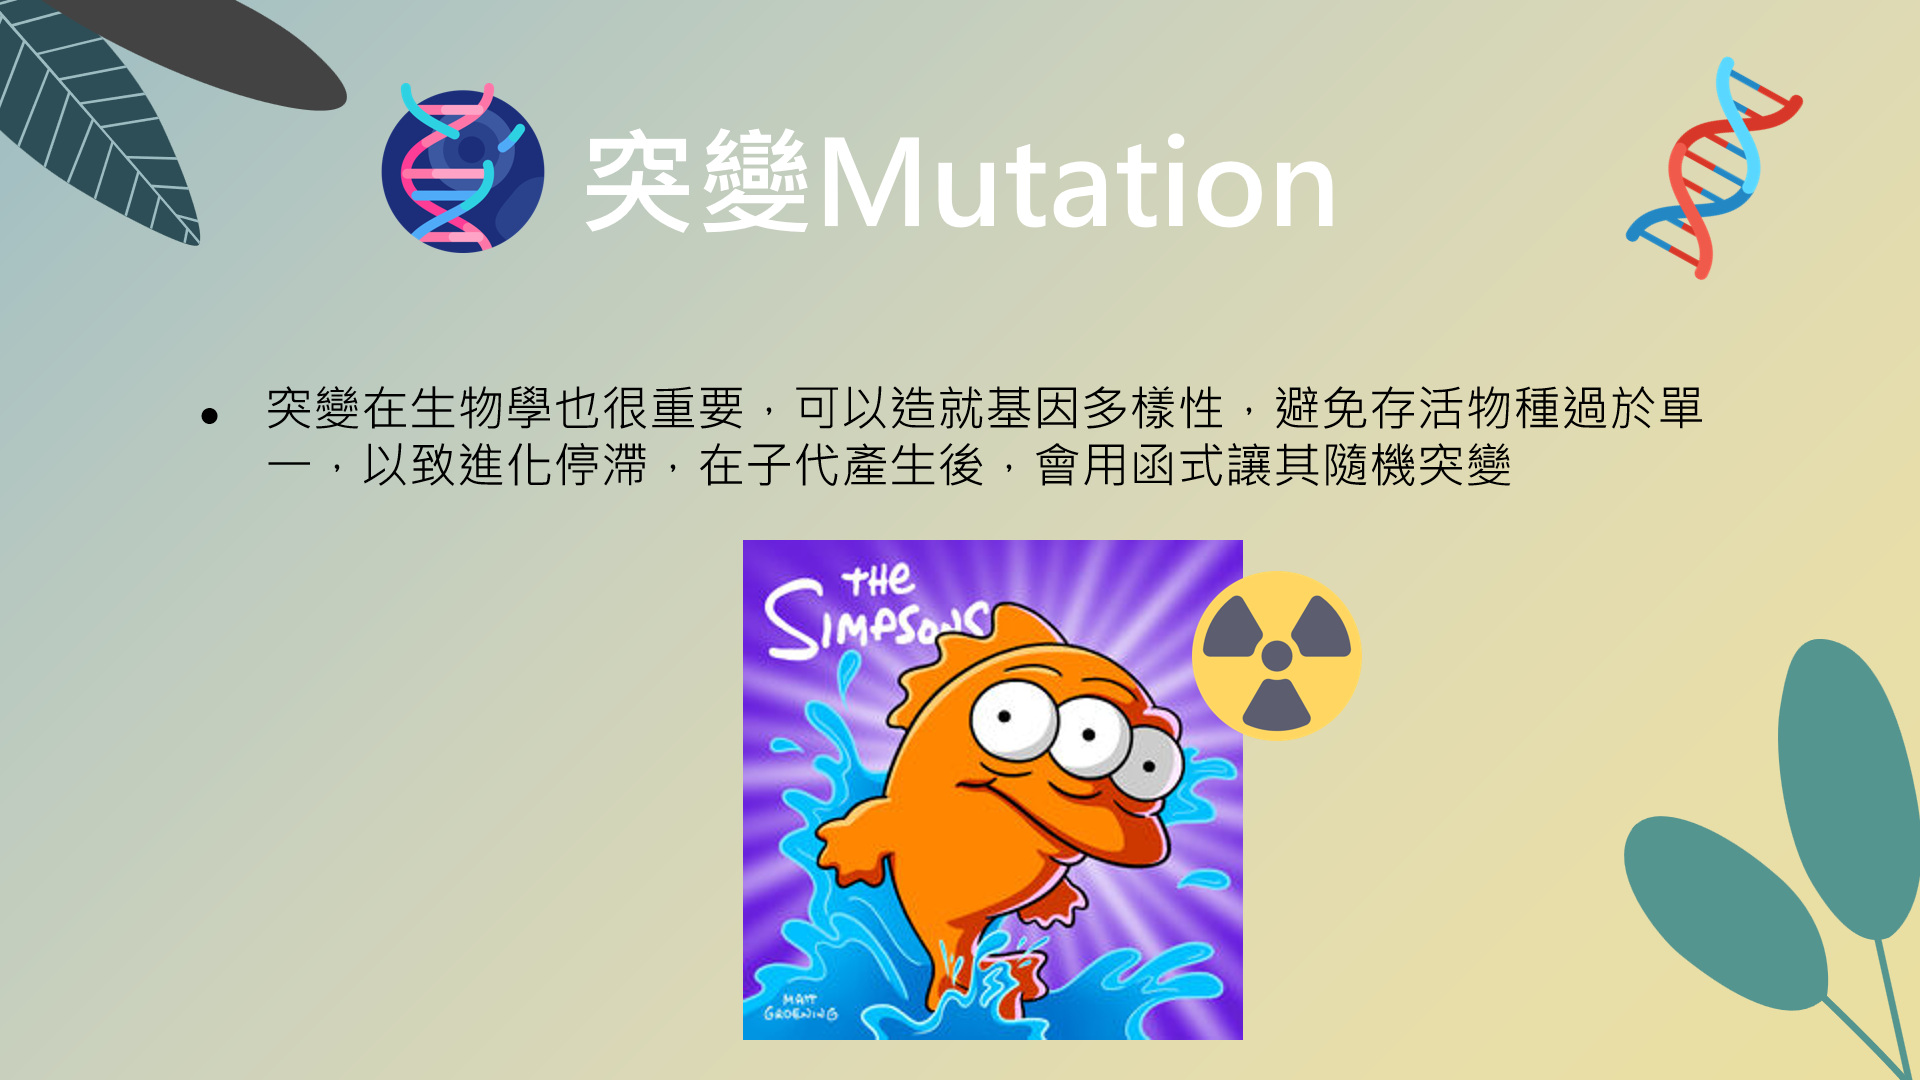 突變Mutation
● 突變在生物學也很重要，可以造就基因多樣性，避免存活物種過於單
一，以致進化停滯，在子代產生後，會用函式讓其隨機突變
THE
SIMPSONS
MATT
GROENING